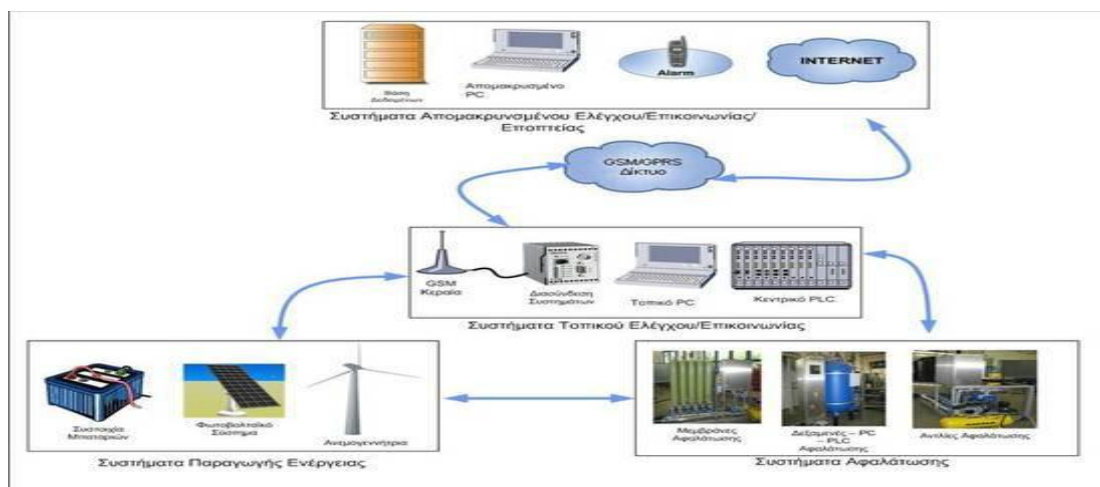 Βάση
Δεδομένων
Απομακρυσμένο
PC
Alarm
INTERNET
Συστήματα Απομακρυνσμένου Ελέγχου/Επικοινωνίας/
Εποπτείας
GSM/GPRS
Δίκτυο
GSM
Κεραία
Διασύνδεση
Συστημάτων
Τοπικό PC
Κεντρικό PLC
Συστήματα Τοπικού Ελέγχου/Επικοινωνίας
Συστοιχία
Μπαταριών
Φωτοβολταϊκό
Σύστημα
Ανεμογεννήτρια
Συστήματα Παραγωγής Ενέργειας
Μεμβράνες
Αφαλάτωσης
Δεξαμενές – PC
– PLC
Αφαλάτωσης
Αντλίες Αφαλάτωσης
Συστήματα Αφαλάτωσης